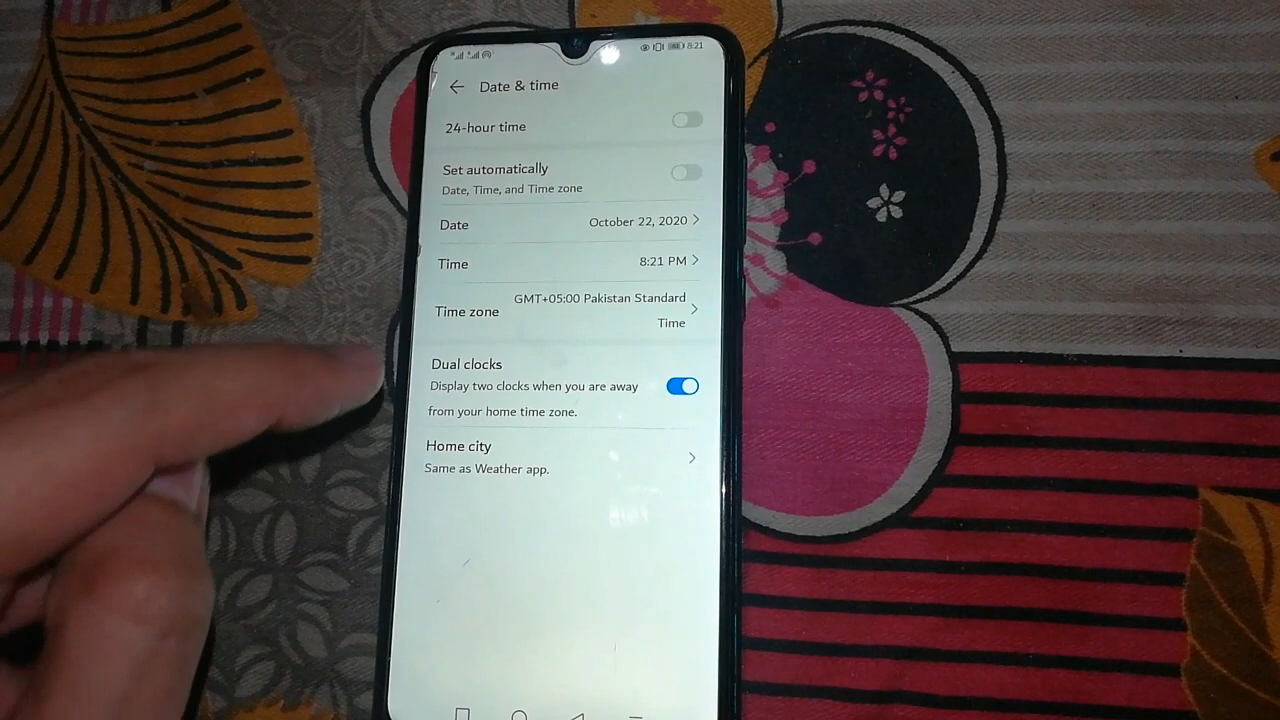 8:21
Date & time
24-hour time
Set automatically
Date, Time, and Time zone
Date October 22, 2020
Time 8:21 PM
Time zone GMT+05:00 Pakistan Standard
Time
Dual clocks
Display two clocks when you are away
from your home time zone.
Home city
Same as Weather app.